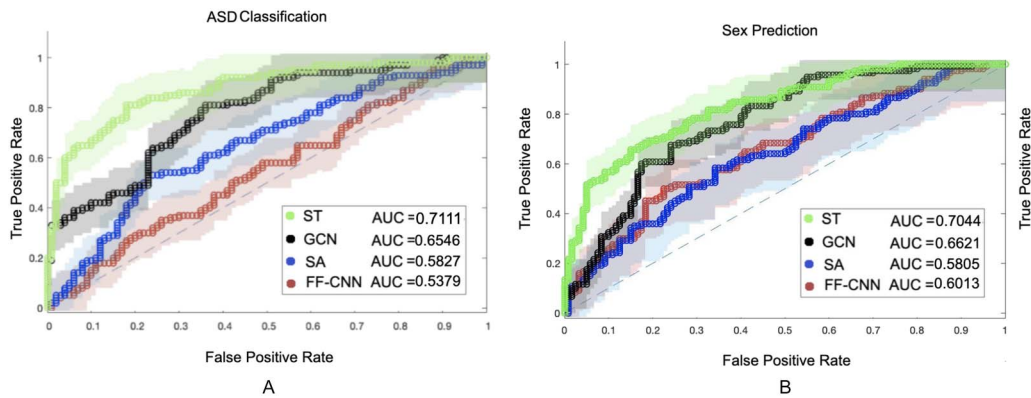 ASD Classification
True Positive Rate
1
0.8
0.6
0.4
0.2
0
0
0.1
0.2
0.3
0.4
0.5
0.6
0.7
0.8
0.9
1
ST AUC =0.7111
GCN AUC =0.6546
SA AUC =0.5827
FF-CNN AUC =0.5379
False Positive Rate
A
Sex Prediction
True Positive Rate
1
0.8
0.6
0.4
0.2
0
0
0.1
0.2
0.3
0.4
0.5
0.6
0.7
0.8
0.9
1
ST AUC =0.7044
GCN AUC =0.6621
SA AUC =0.5805
FF-CNN AUC =0.6013
True Positive Rate
False Positive Rate
B